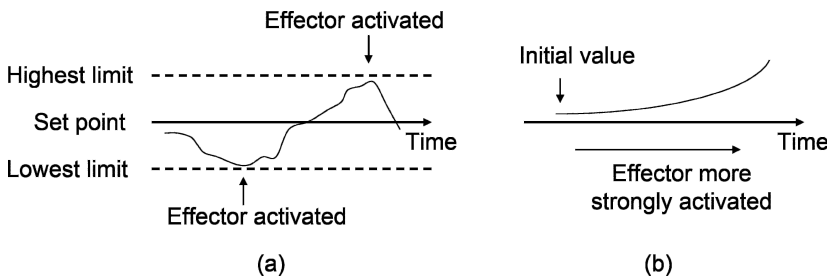 Effector activated
Highest limit
Set point
Time
Lowest limit
Effector activated
(a)
Initial value
Time
Effector more
strongly activated
(b)